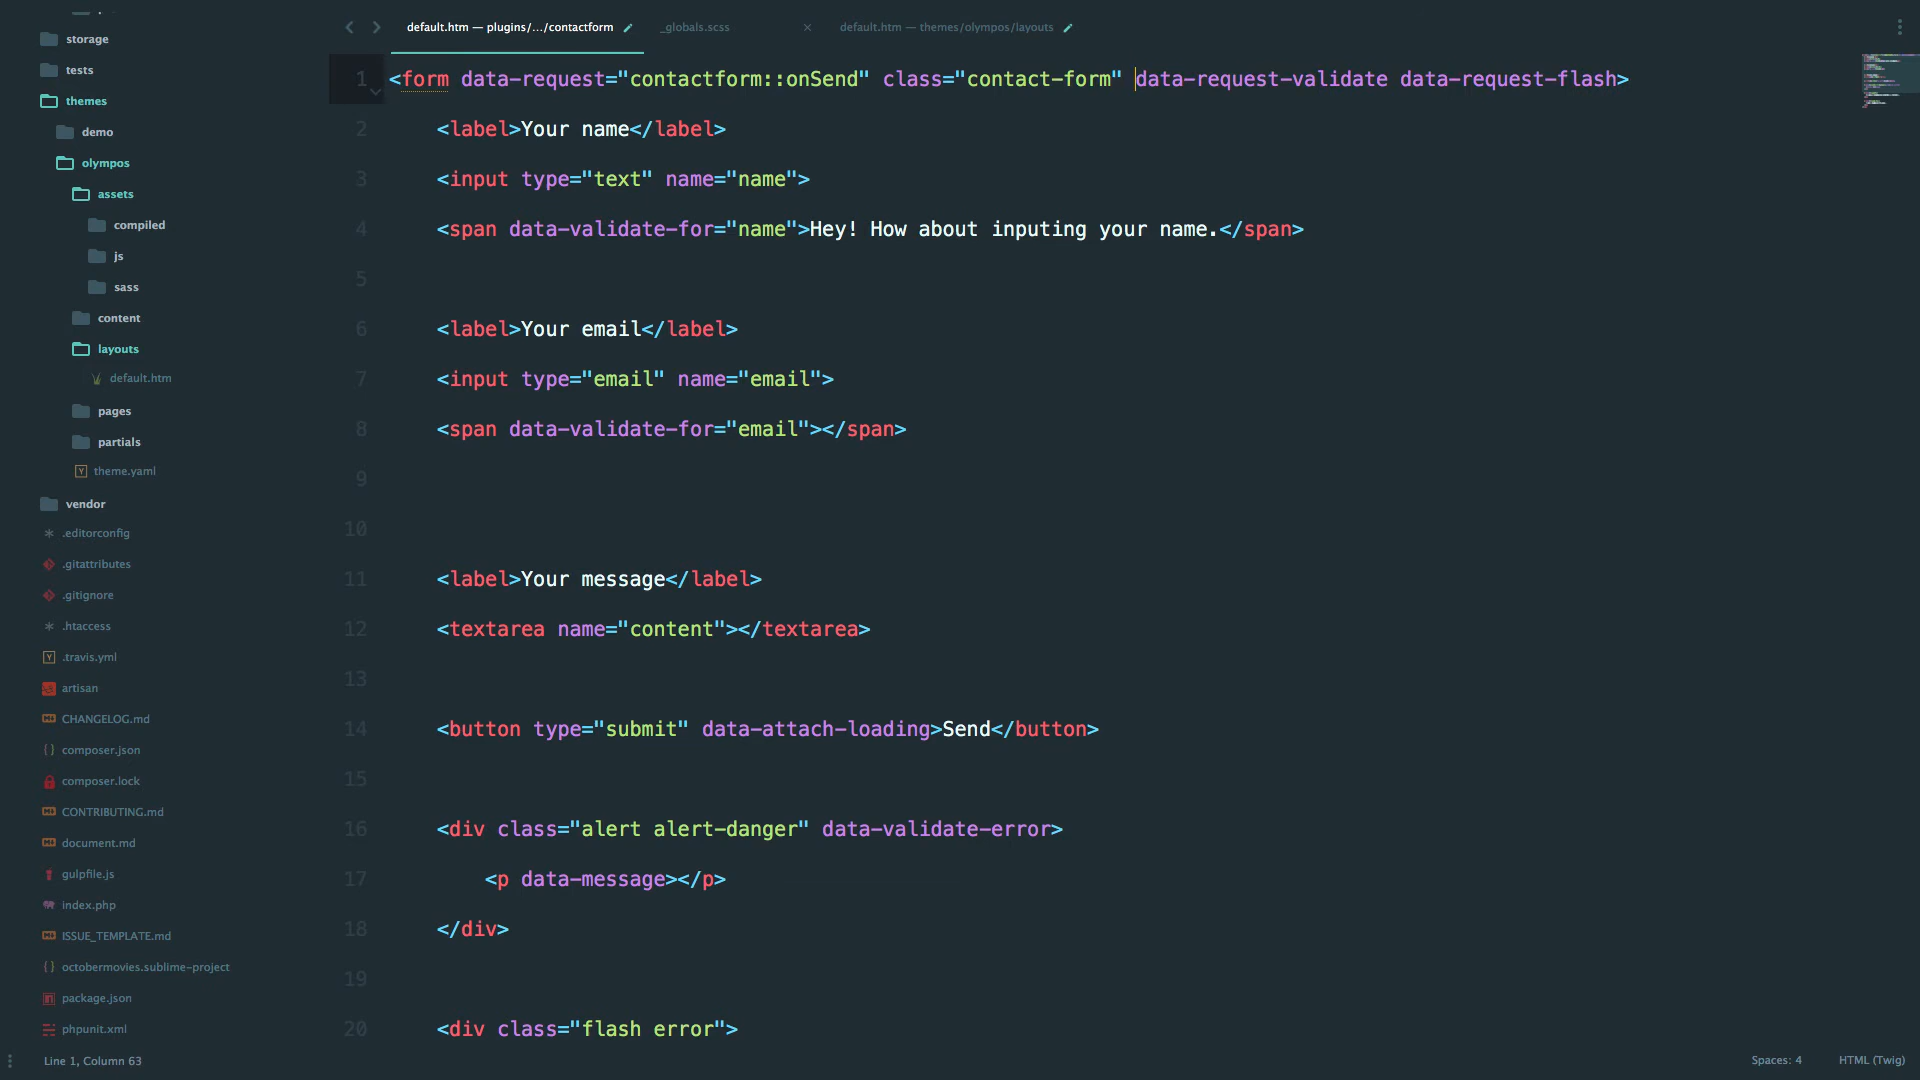 default.htm — plugins/.../contactform
_globals.scss
×
default.htm — themes/olympos/layouts
storage
tests
themes
demo
olympos
assets
compiled
js
sass
content
layouts
default.htm
pages
partials
theme.yaml
vendor
.editorconfig
.gitattributes
.gitignore
.htaccess
.travis.yml
artisan
CHANGELOG.md
composer.json
composer.lock
CONTRIBUTING.md
document.md
gulpfile.js
index.php
ISSUE_TEMPLATE.md
octobermovies.sublime-project
package.json
phpunit.xml
1 <form data-request="contactform::onSend" class="contact-form" data-request-validate data-request-flash>
2 <label>Your name</label>
3 <input type="text" name="name">
4 <span data-validate-for="name">Hey! How about inputing your name.</span>
5
6 <label>Your email</label>
7 <input type="email" name="email">
8 <span data-validate-for="email"></span>
9
10
11 <label>Your message</label>
12 <textarea name="content"></textarea>
13
14 <button type="submit" data-attach-loading>Send</button>
15
16 <div class="alert alert-danger" data-validate-error>
17 <p data-message></p>
18 </div>
19
20 <div class="flash error">
Line 1, Column 63
Spaces: 4
HTML (Twig)